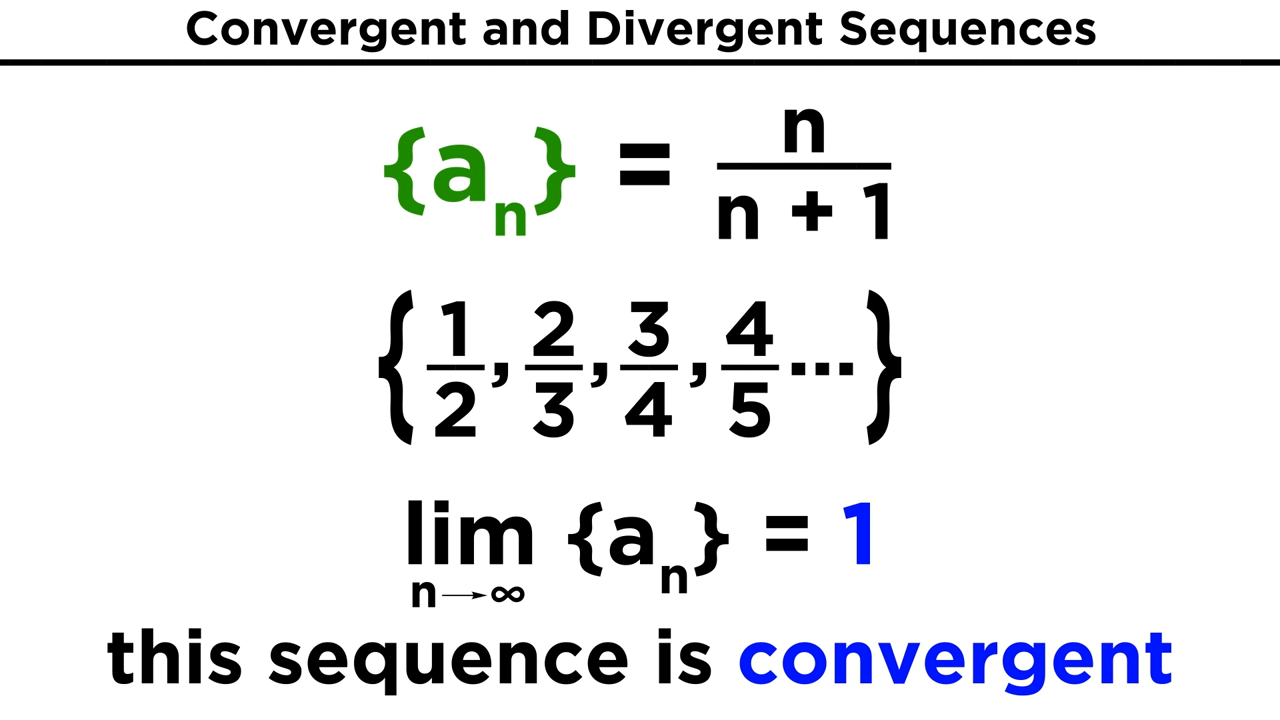 Convergent and Divergent Sequences
{aₙ} = n/(n + 1)
{1/2, 2/3, 3/4, 4/5...}
lim n→∞ {aₙ} = 1
this sequence is convergent